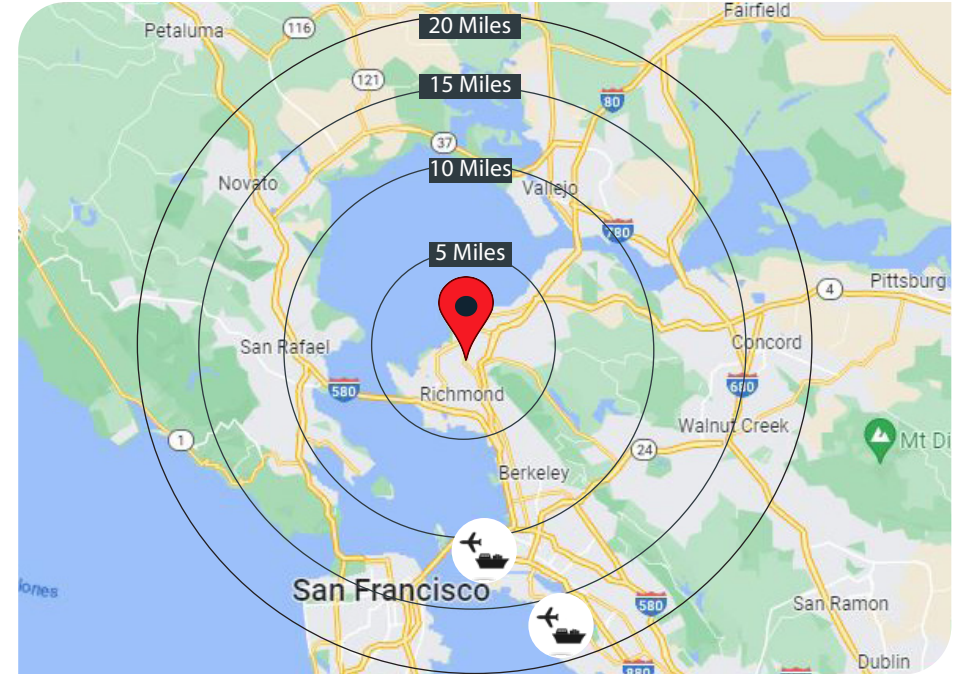 Fairfield
20 Miles
Petaluma
116
121
15 Miles
80
37
10 Miles
Novato
Vallejo
780
5 Miles
Pittsburg
4
San Rafael
Concord
580
680
Richmond
Walnut Creek
1
24
Mt Di
Berkeley
San Francisco
ones
580
San Ramon
Dublin
880